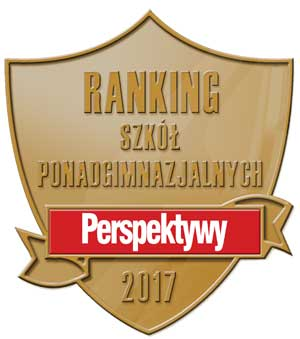 RANKING
SZKÓŁ
PONADGIMNAZJALNYCH
Perspektywy
2017